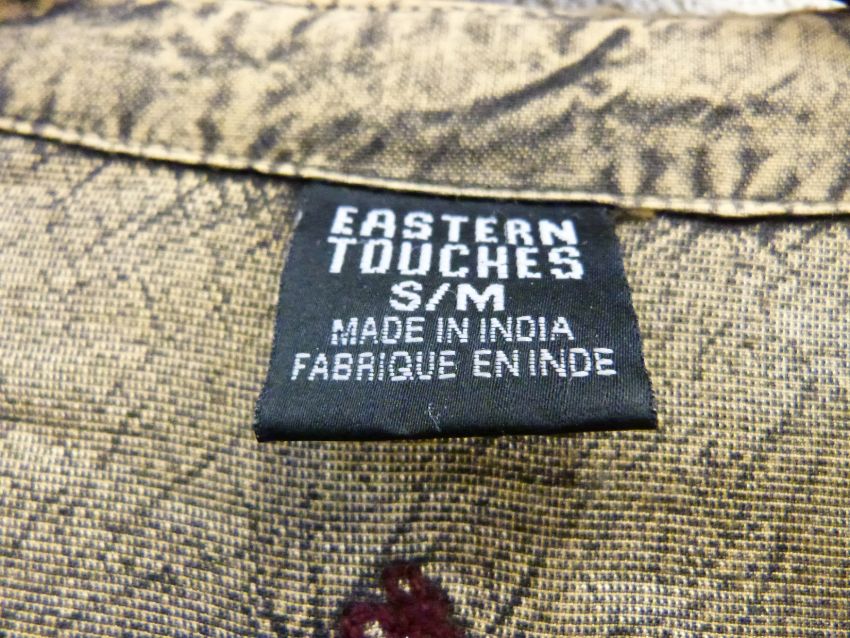 EASTERN
TOUCHES
S/M
MADE IN INDIA
FABRIQUE EN INDE